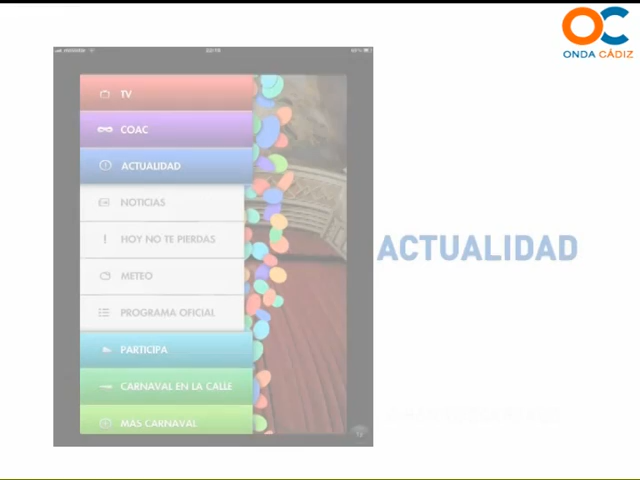 OC
ONDA CÁDIZ
TV
COAC
ACTUALIDAD
NOTICIAS
HOY NO TE PIERDAS
METEO
PROGRAMA OFICIAL
PARTICIPA
CARNAVAL EN LA CALLE
MAS CARNAVAL
ACTUALIDAD